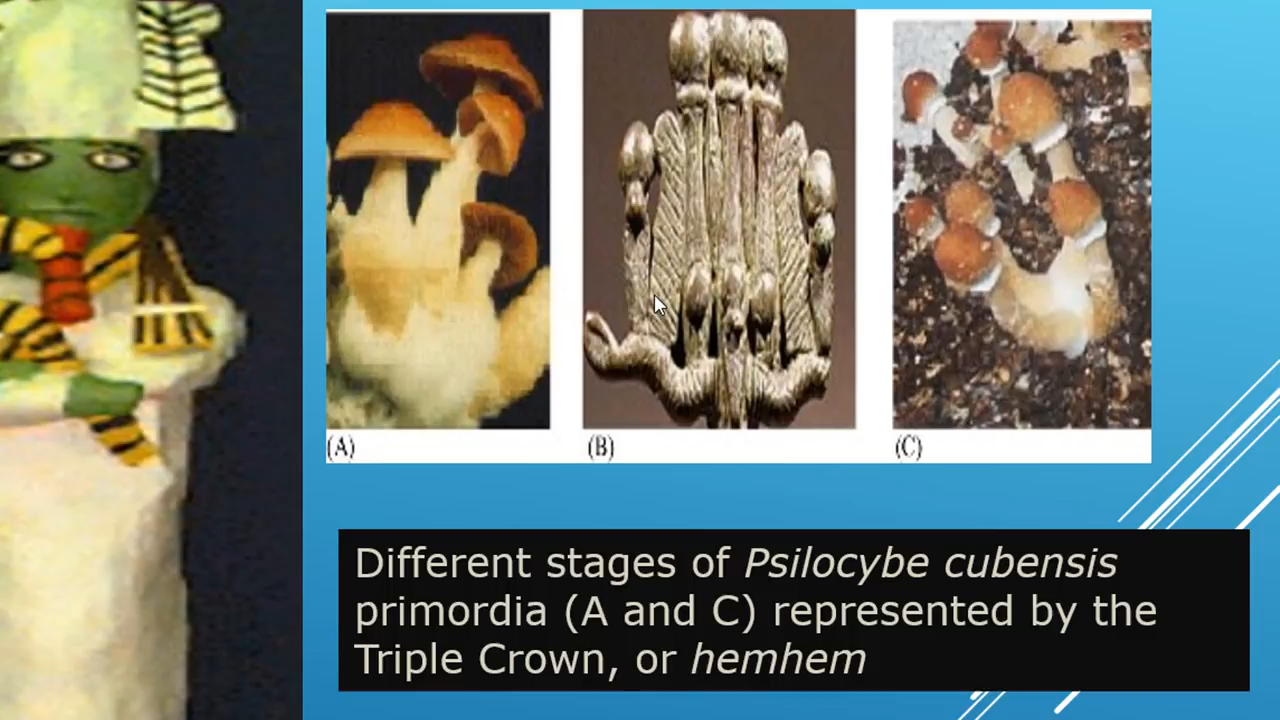 (A) (B) (C)
Different stages of Psilocybe cubensis
primordia (A and C) represented by the
Triple Crown, or hemhem